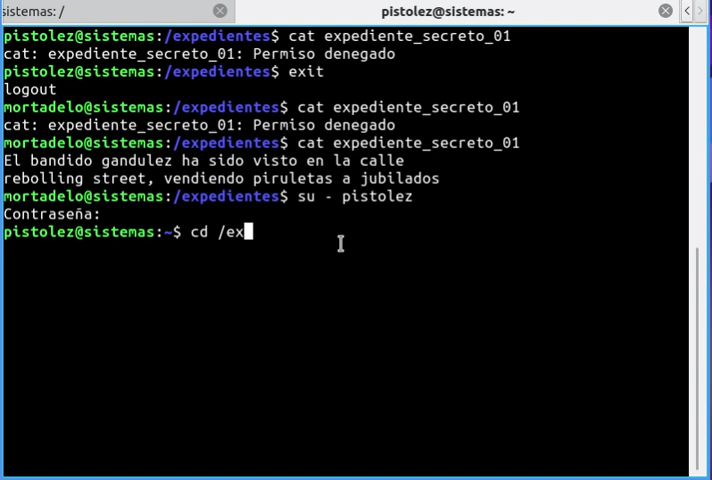 sistemas: /
pistolez@sistemas: ~
pistolez@sistemas:/expedientes$ cat expediente_secreto_01
cat: expediente_secreto_01: Permiso denegado
pistolez@sistemas:/expedientes$ exit
logout
mortadelo@sistemas:/expedientes$ cat expediente_secreto_01
cat: expediente_secreto_01: Permiso denegado
mortadelo@sistemas:/expedientes$ cat expediente_secreto_01
El bandido gandulez ha sido visto en la calle
rebolling street, vendiendo piruletas a jubilados
mortadelo@sistemas:/expedientes$ su - pistolez
Contraseña:
pistolez@sistemas:~$ cd /ex